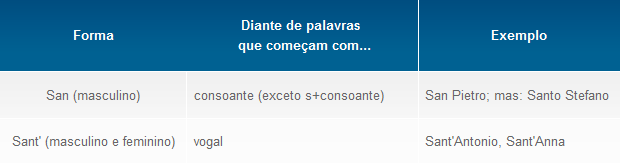 Forma
Diante de palavras
que começam com...
Exemplo
San (masculino)
consoante (exceto s+consoante)
San Pietro; mas: Santo Stefano
Sant' (masculino e feminino)
vogal
Sant'Antonio, Sant'Anna